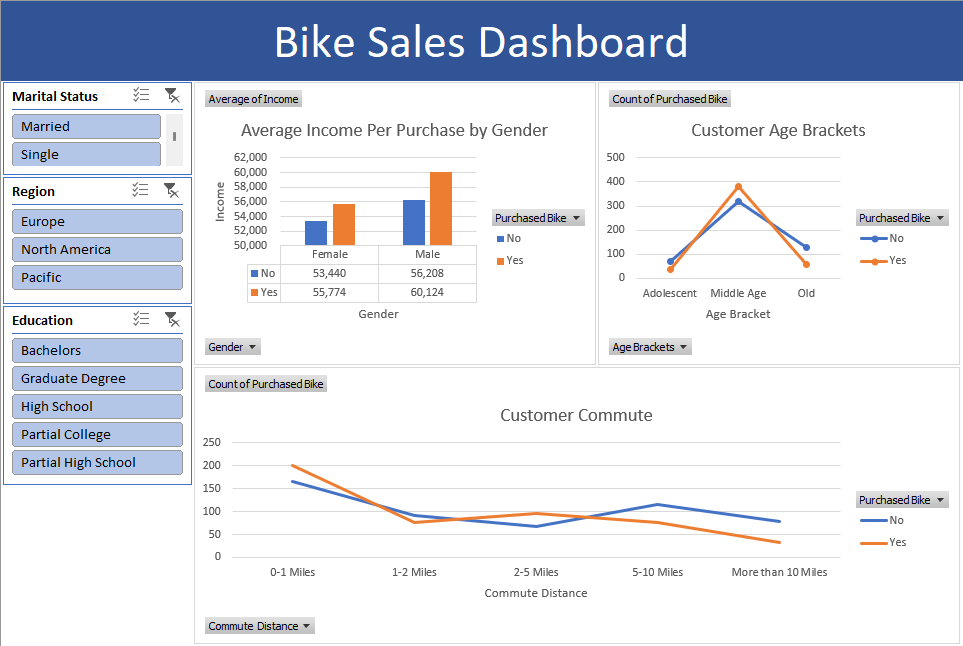 Bike Sales Dashboard
Marital Status
Married
Single
Region
Europe
North America
Pacific
Education
Bachelors
Graduate Degree
High School
Partial College
Partial High School
Average of Income
Average Income Per Purchase by Gender
62,000
60,000
58,000
56,000
54,000
52,000
50,000
Income
Female Male
No 53,440 56,208
Yes 55,774 60,124
Gender
Purchased Bike
No
Yes
Gender
Count of Purchased Bike
Customer Age Brackets
500
400
300
200
100
0
Adolescent Middle Age Old
Age Bracket
Purchased Bike
No
Yes
Age Brackets
Count of Purchased Bike
Customer Commute
250
200
150
100
50
0
0-1 Miles 1-2 Miles 2-5 Miles 5-10 Miles More than 10 Miles
Commute Distance
Purchased Bike
No
Yes
Commute Distance